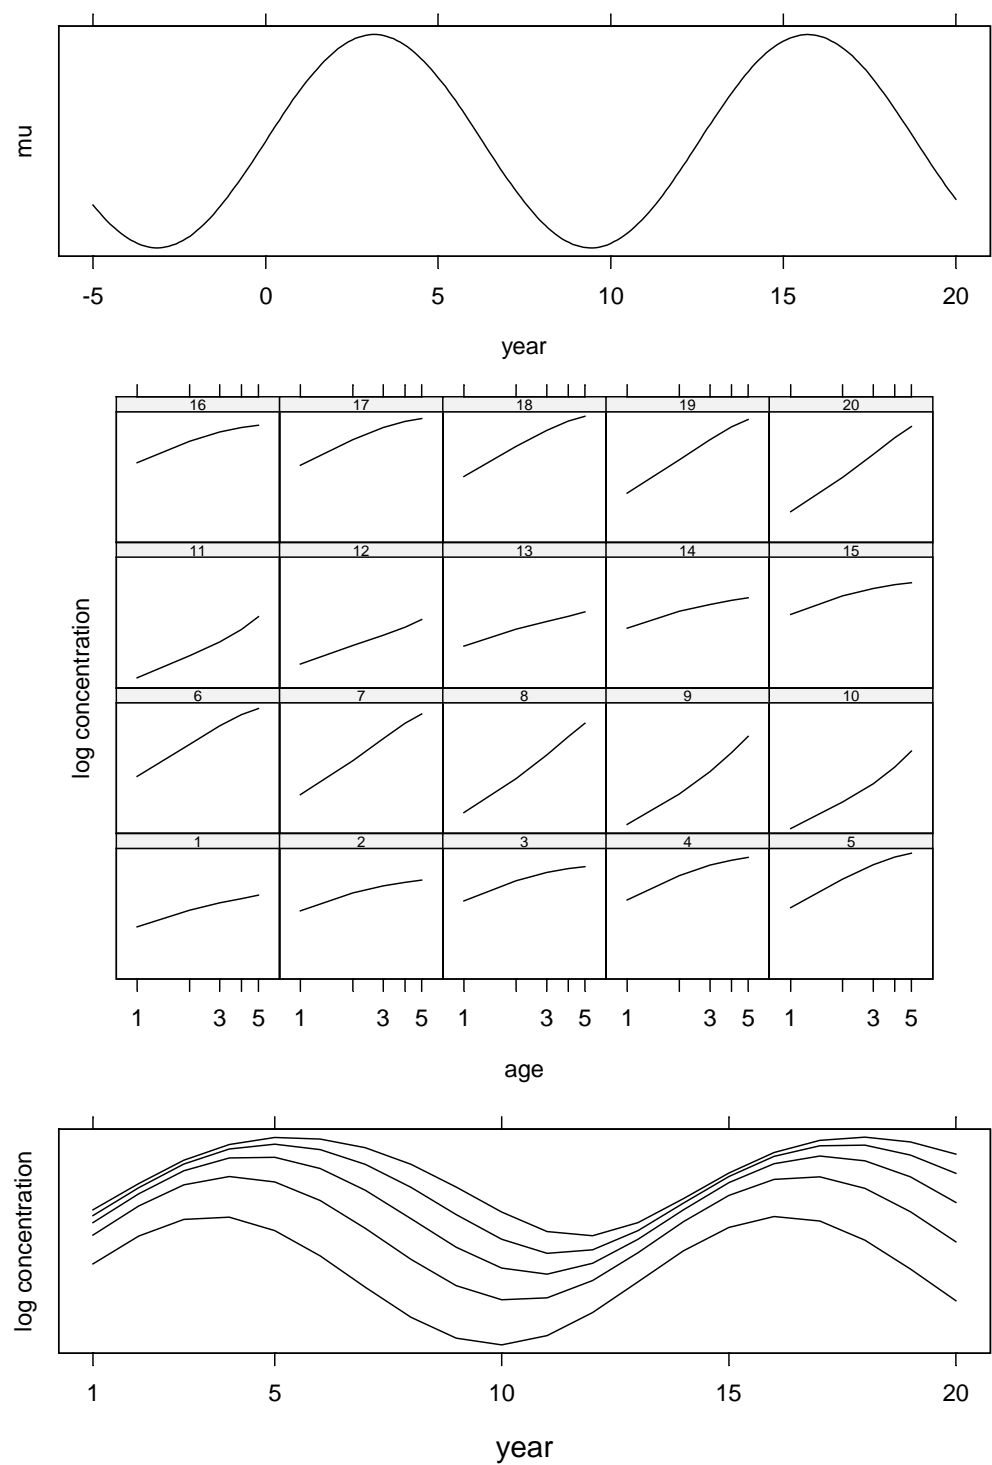 mu
-5 0 5 10 15 20
year
16 17 18 19 20
11 12 13 14 15
log concentration
6 7 8 9 10
1 2 3 4 5
1 3 5 1 3 5 1 3 5 1 3 5 1 3 5
age
log concentration
1 5 10 15 20
year